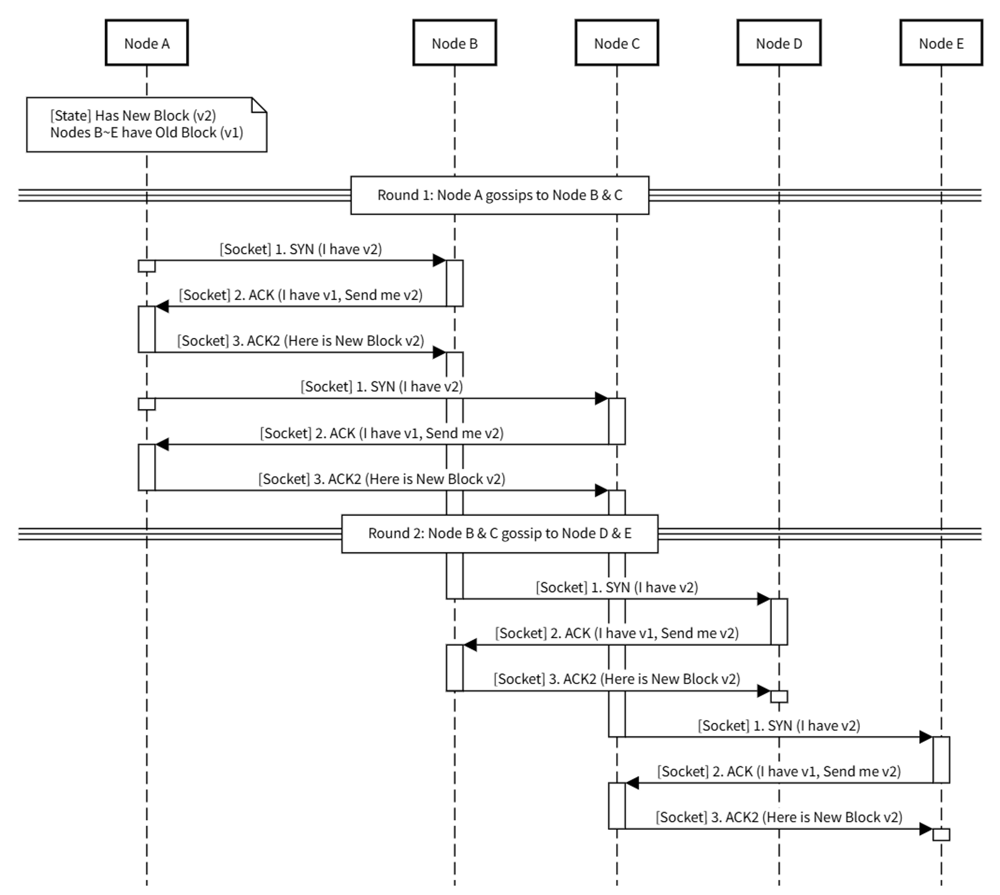 Node A
Node B
Node C
Node D
Node E
[State] Has New Block (v2)
Nodes B~E have Old Block (v1)
Round 1: Node A gossips to Node B & C
[Socket] 1. SYN (I have v2)
[Socket] 2. ACK (I have v1, Send me v2)
[Socket] 3. ACK2 (Here is New Block v2)
[Socket] 1. SYN (I have v2)
[Socket] 2. ACK (I have v1, Send me v2)
[Socket] 3. ACK2 (Here is New Block v2)
Round 2: Node B & C gossip to Node D & E
[Socket] 1. SYN (I have v2)
[Socket] 2. ACK (I have v1, Send me v2)
[Socket] 3. ACK2 (Here is New Block v2)
[Socket] 1. SYN (I have v2)
[Socket] 2. ACK (I have v1, Send me v2)
[Socket] 3. ACK2 (Here is New Block v2)